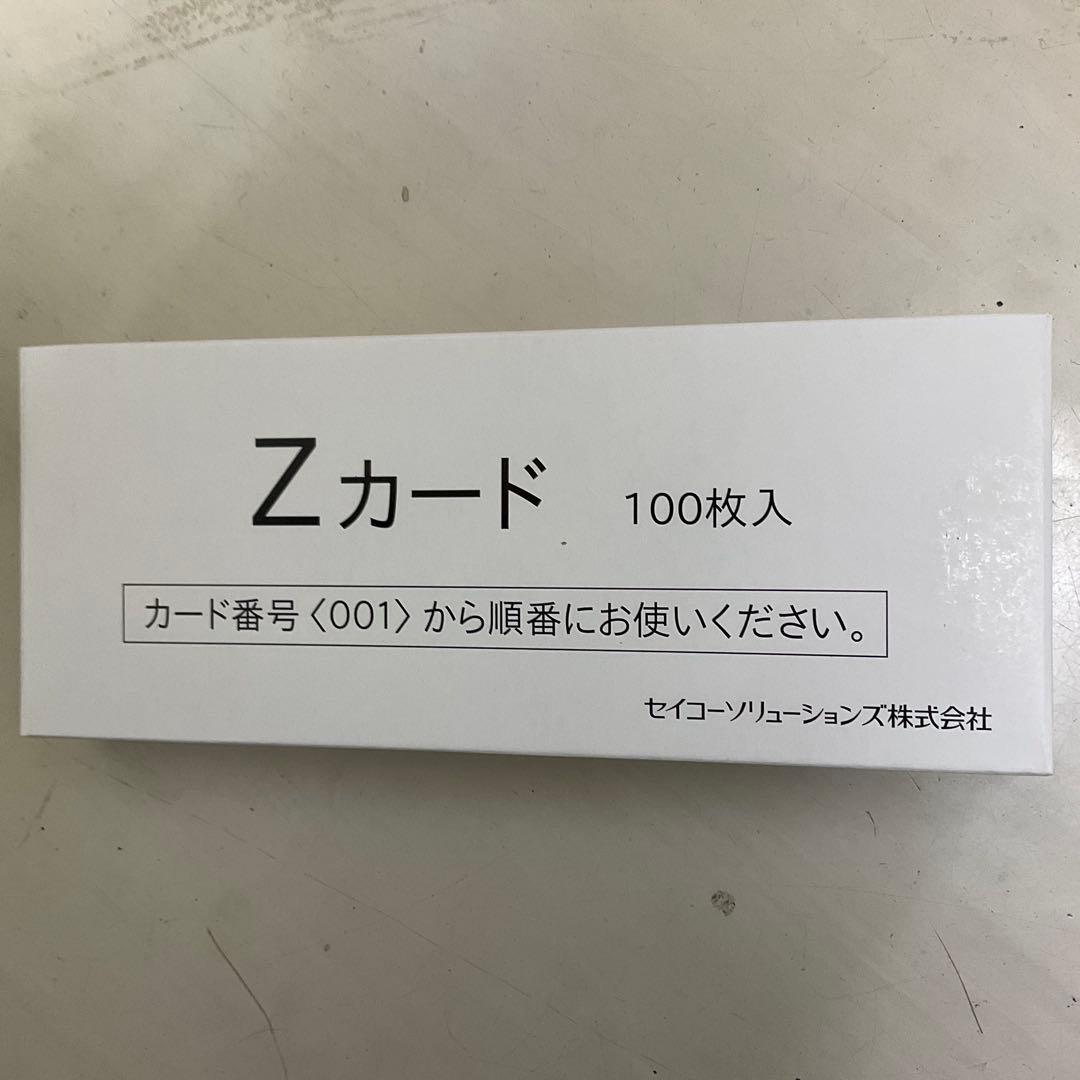 Zカード 100枚入
カード番号〈001〉から順番にお使いください。
セイコーソリューションズ株式会社